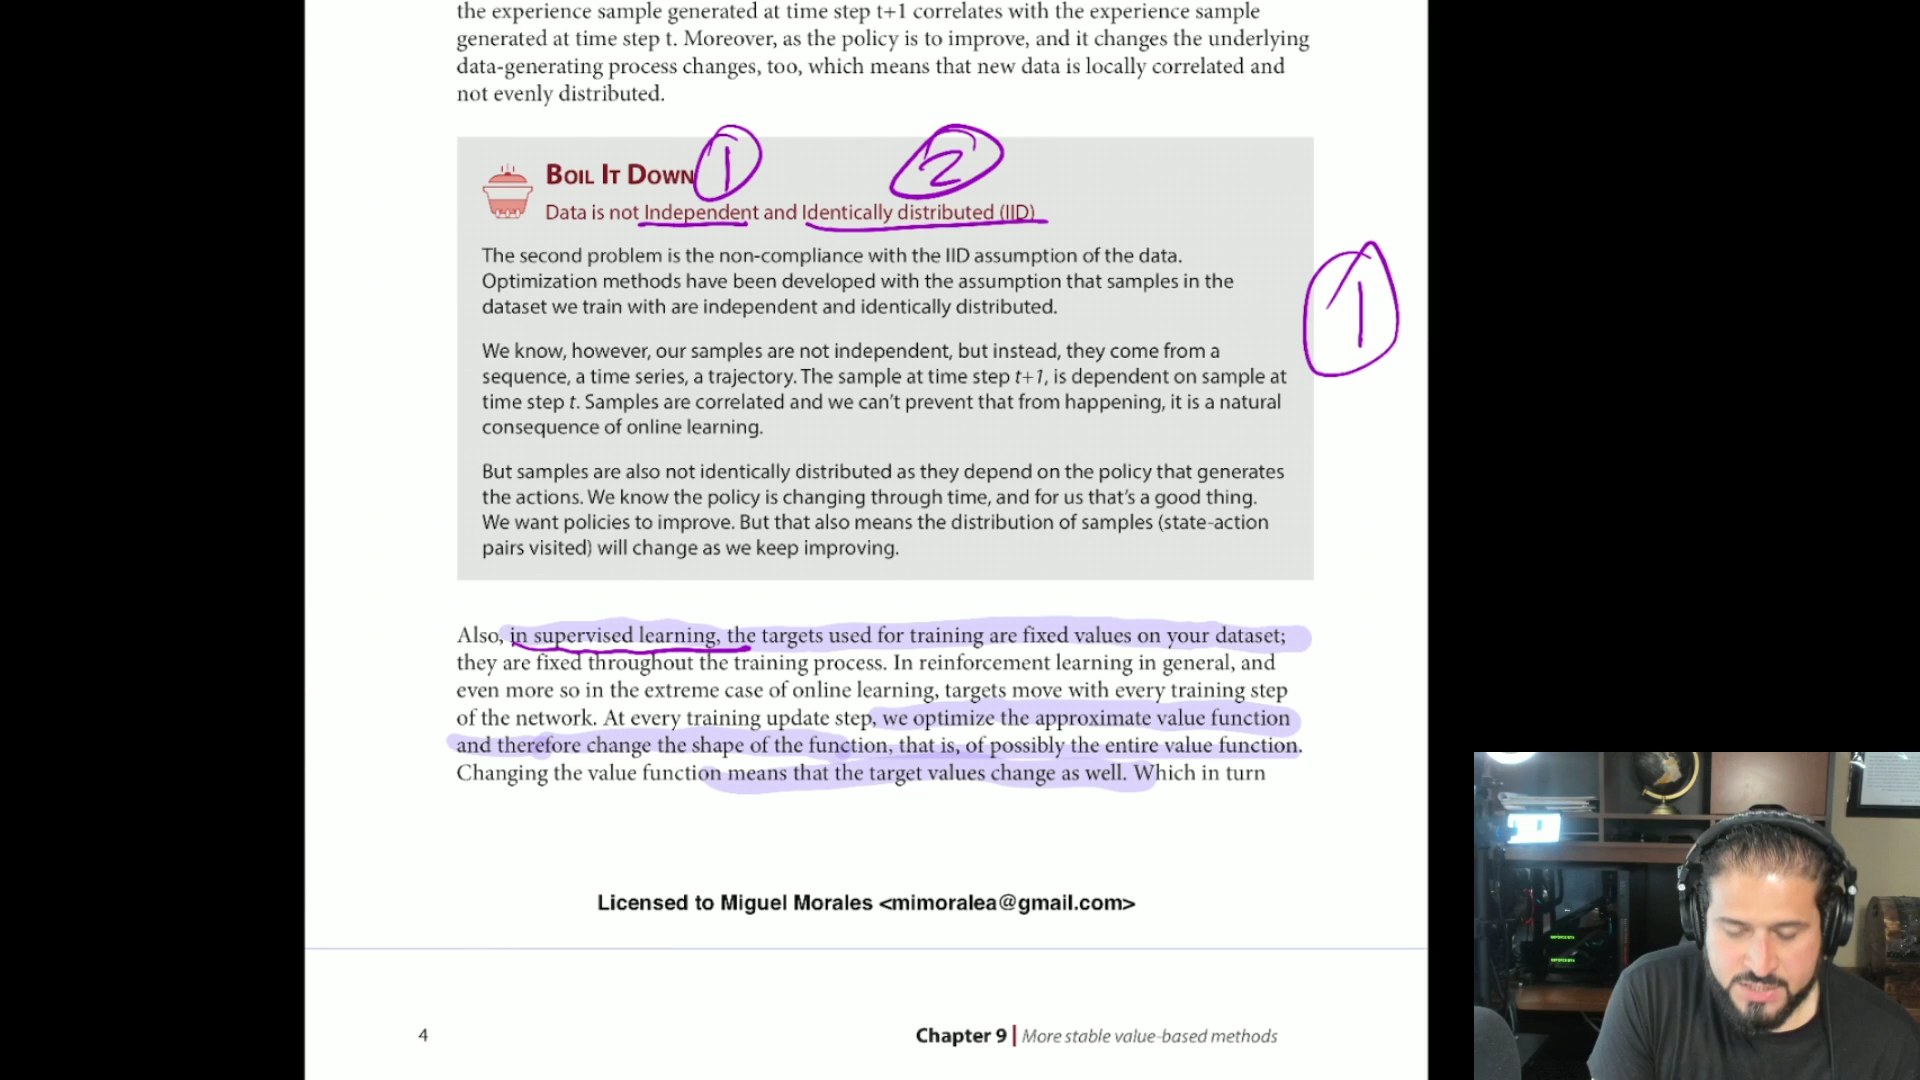 the experience sample generated at time step t+1 correlates with the experience sample
generated at time step t. Moreover, as the policy is to improve, and it changes the underlying
data-generating process changes, too, which means that new data is locally correlated and
not evenly distributed.
1
2
BOIL IT DOWN
Data is not Independent and Identically distributed (IID)
The second problem is the non-compliance with the IID assumption of the data.
Optimization methods have been developed with the assumption that samples in the
dataset we train with are independent and identically distributed.
1
We know, however, our samples are not independent, but instead, they come from a
sequence, a time series, a trajectory. The sample at time step t+1, is dependent on sample at
time step t. Samples are correlated and we can't prevent that from happening, it is a natural
consequence of online learning.
But samples are also not identically distributed as they depend on the policy that generates
the actions. We know the policy is changing through time, and for us that's a good thing.
We want policies to improve. But that also means the distribution of samples (state-action
pairs visited) will change as we keep improving.
Also, in supervised learning, the targets used for training are fixed values on your dataset;
they are fixed throughout the training process. In reinforcement learning in general, and
even more so in the extreme case of online learning, targets move with every training step
of the network. At every training update step, we optimize the approximate value function
and therefore change the shape of the function, that is, of possibly the entire value function.
Changing the value function means that the target values change as well. Which in turn
Licensed to Miguel Morales <mimoralea@gmail.com>
4
Chapter 9 | More stable value-based methods